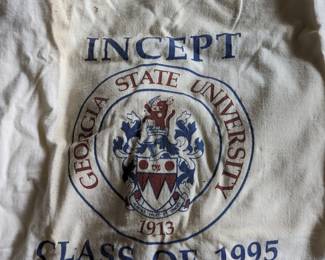 INCEPT
GEORGIA STATE UNIVERSITY
1913
CLASS OF 1995